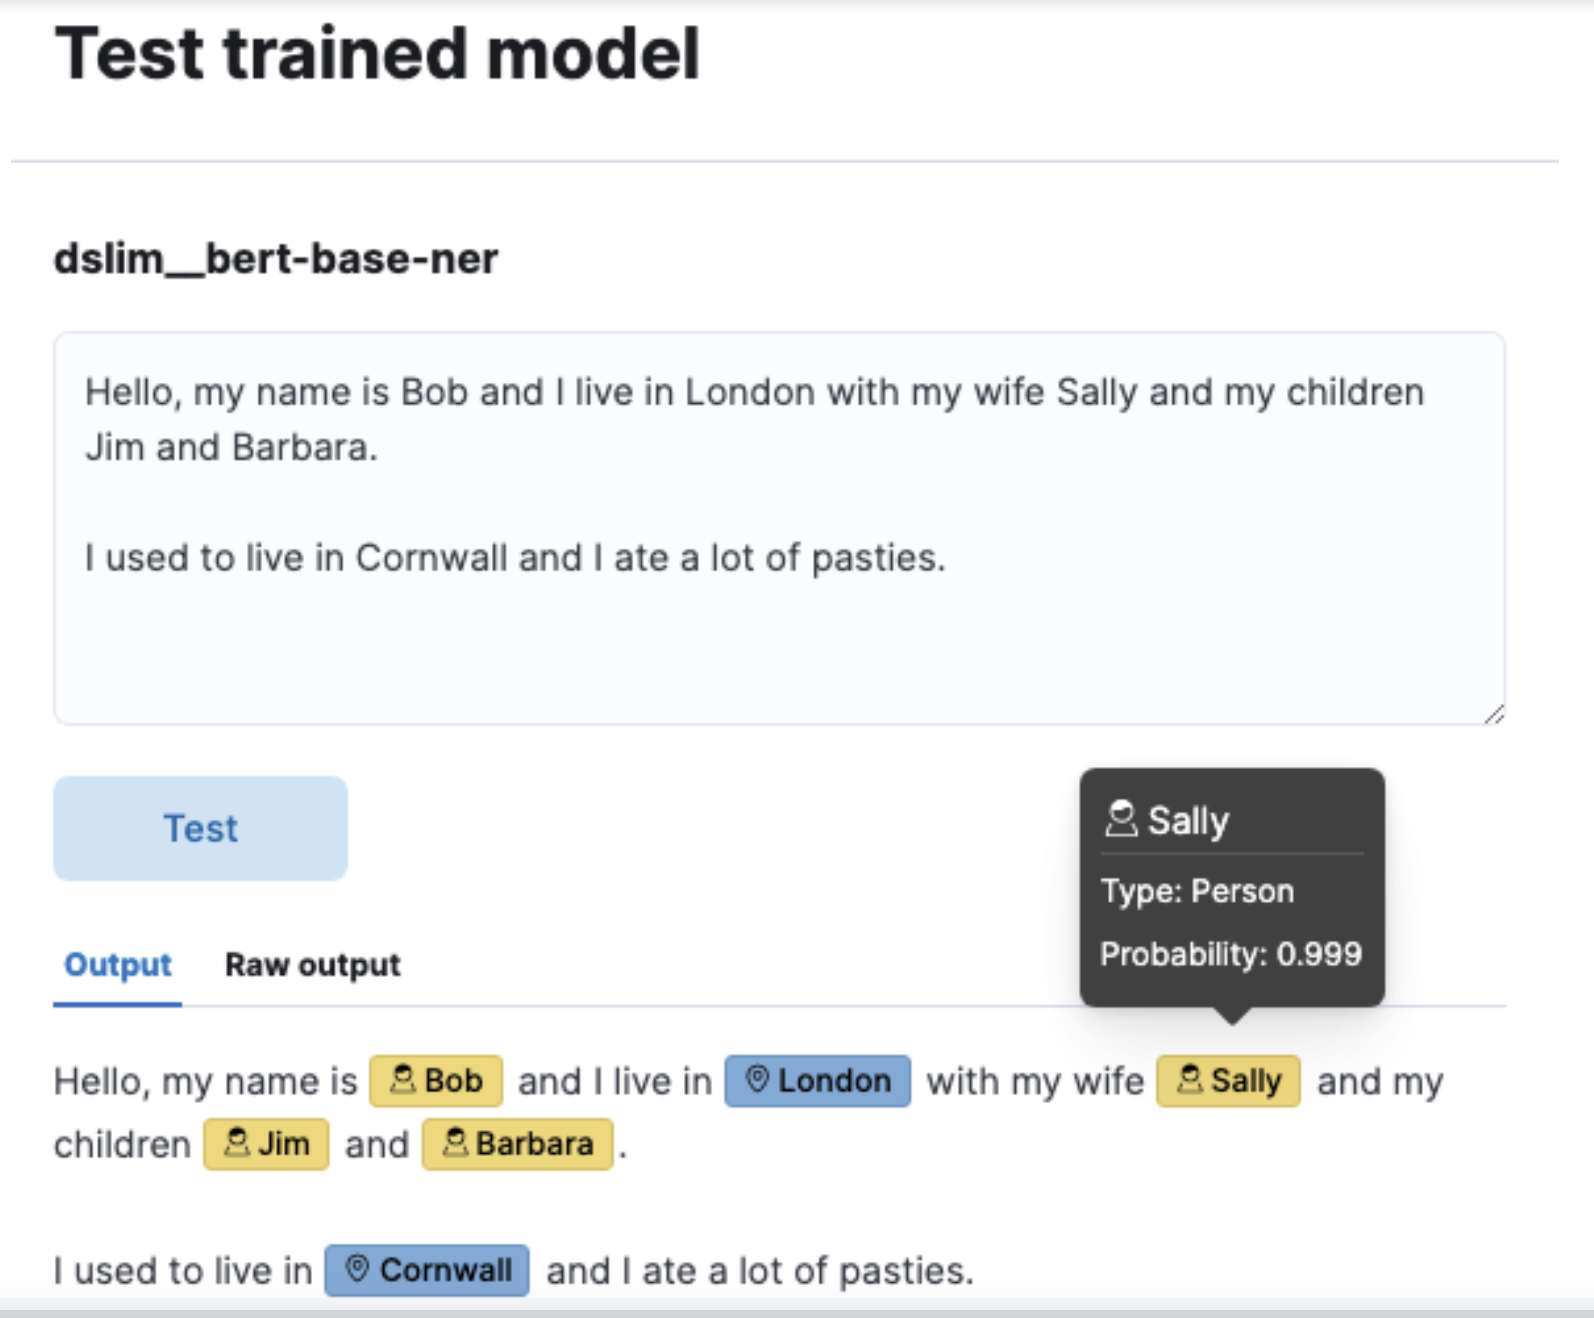 Test trained model
dslim__bert-base-ner
Hello, my name is Bob and I live in London with my wife Sally and my children
Jim and Barbara.
I used to live in Cornwall and I ate a lot of pasties.
Test
Sally
Type: Person
Probability: 0.999
Output Raw output
Hello, my name is Bob and I live in London with my wife Sally and my
children Jim and Barbara .
I used to live in Cornwall and I ate a lot of pasties.